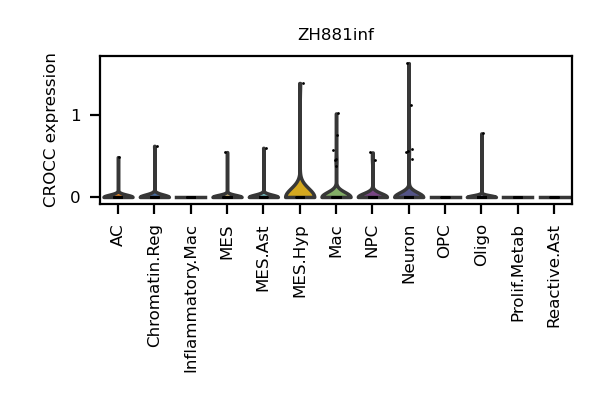 ZH881inf
CROCC expression
1
0
AC
Chromatin.Reg
Inflammatory.Mac
MES
MES.Ast
MES.Hyp
Mac
NPC
Neuron
OPC
Oligo
Prolif.Metab
Reactive.Ast